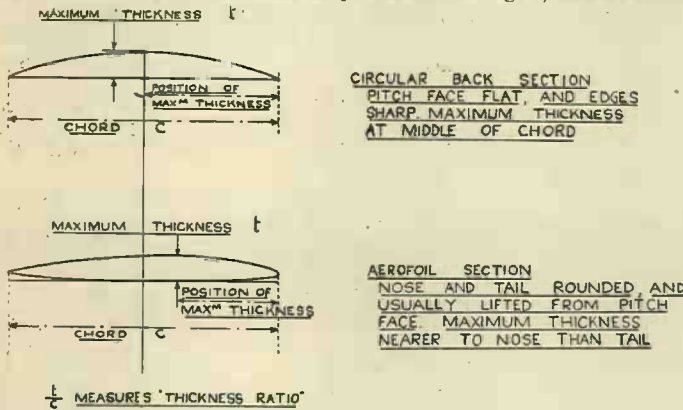 MAXIMUM THICKNESS t
POSITION OF
MAXᴹ THICKNESS
CHORD C
CIRCULAR BACK SECTION
PITCH FACE FLAT, AND EDGES
SHARP. MAXIMUM THICKNESS
AT MIDDLE OF CHORD
MAXIMUM THICKNESS t
POSITION OF
MAXᴹ THICKNESS
CHORD C
AEROFOIL SECTION
NOSE AND TAIL ROUNDED, AND
USUALLY LIFTED FROM PITCH
FACE. MAXIMUM THICKNESS
NEARER TO NOSE THAN TAIL
t/c MEASURES "THICKNESS RATIO"